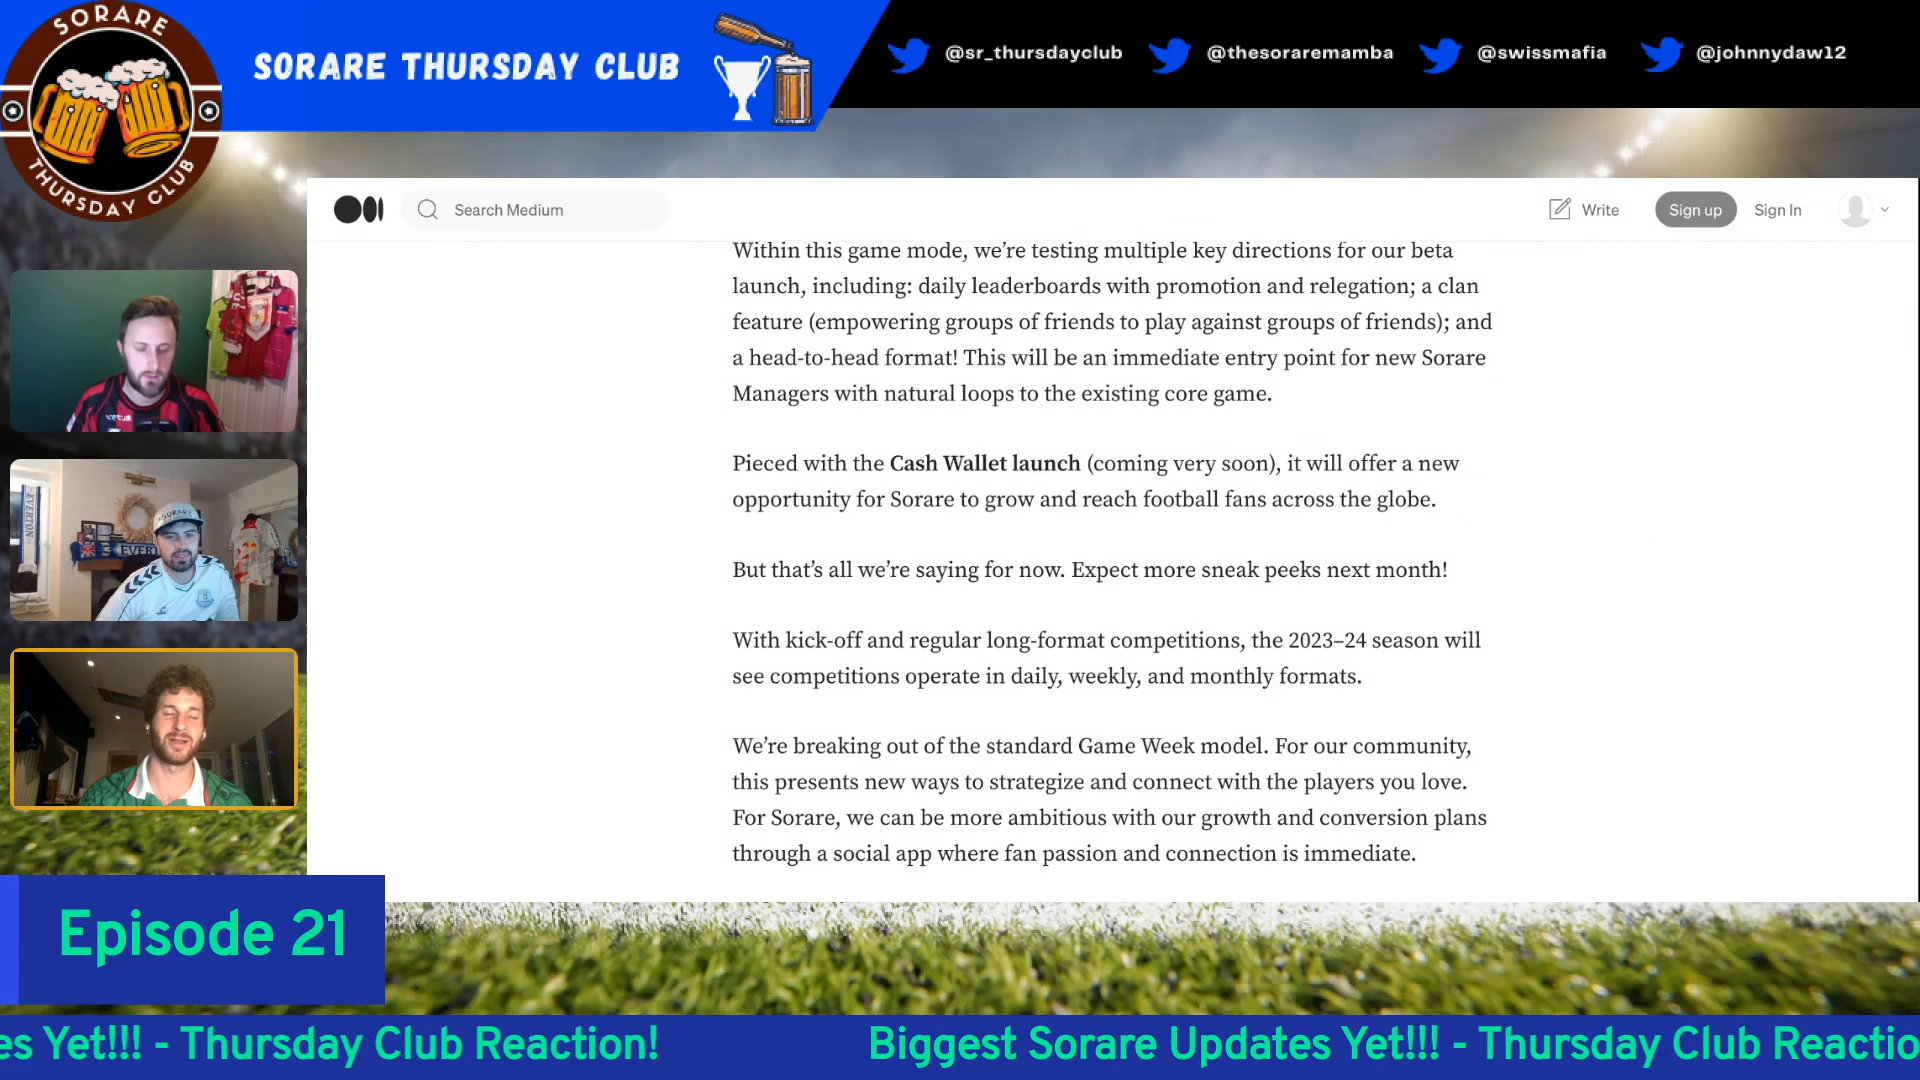 SORARE
THURSDAY CLUB
SORARE THURSDAY CLUB
@sr_thursdayclub
@thesoraremamba
@swissmafia
@johnnydaw12
Search Medium
Write
Sign up
Sign In
Within this game mode, we’re testing multiple key directions for our beta
launch, including: daily leaderboards with promotion and relegation; a clan
feature (empowering groups of friends to play against groups of friends); and
a head-to-head format! This will be an immediate entry point for new Sorare
Managers with natural loops to the existing core game.
Pieced with the Cash Wallet launch (coming very soon), it will offer a new
opportunity for Sorare to grow and reach football fans across the globe.
But that’s all we’re saying for now. Expect more sneak peeks next month!
With kick-off and regular long-format competitions, the 2023–24 season will
see competitions operate in daily, weekly, and monthly formats.
We’re breaking out of the standard Game Week model. For our community,
this presents new ways to strategize and connect with the players you love.
For Sorare, we can be more ambitious with our growth and conversion plans
through a social app where fan passion and connection is immediate.
EVERTON
SORARE
EVERT
Episode 21
es Yet!!! - Thursday Club Reaction!
Biggest Sorare Updates Yet!!! - Thursday Club Reactio